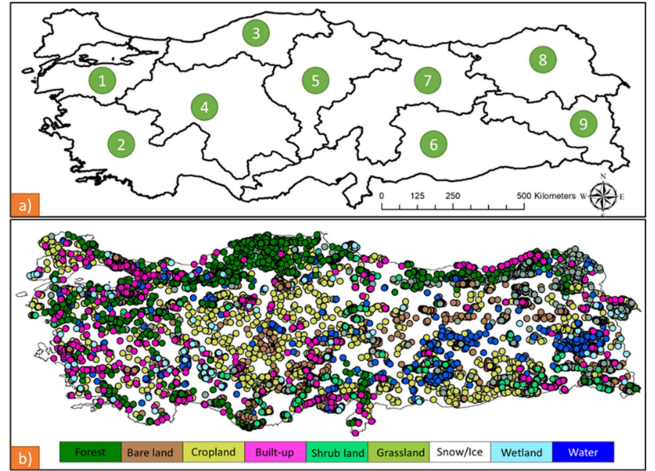 3
8
1
5
7
4
9
2
6
N
W E
S
0 125 250 500 Kilometers
a)
b)
Forest Bare land Cropland Built-up Shrub land Grassland Snow/Ice Wetland Water